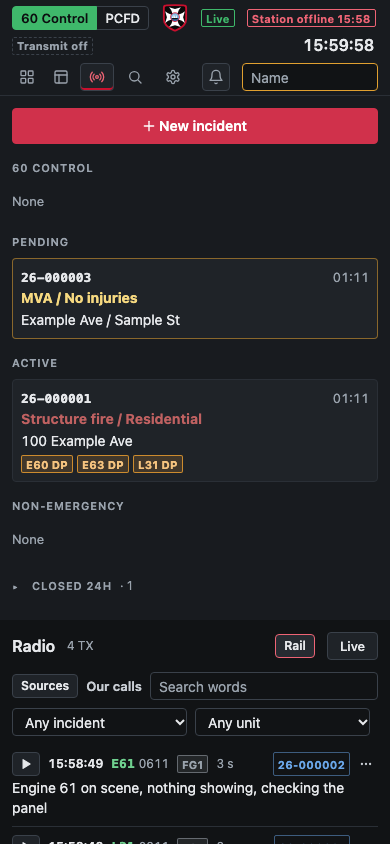 60 Control PCFD Live Station offline 15:58
Transmit off 15:59:58
Name
+ New incident
60 CONTROL
None
PENDING
26-000003 01:11
MVA / No injuries
Example Ave / Sample St
ACTIVE
26-000001 01:11
Structure fire / Residential
100 Example Ave
E60 DP E63 DP L31 DP
NON-EMERGENCY
None
▸ CLOSED 24H · 1
Radio 4 TX Rail Live
Sources Our calls Search words
Any incident Any unit
15:58:49 E61 0611 FG1 3 s 26-000002 ···
Engine 61 on scene, nothing showing, checking the
panel